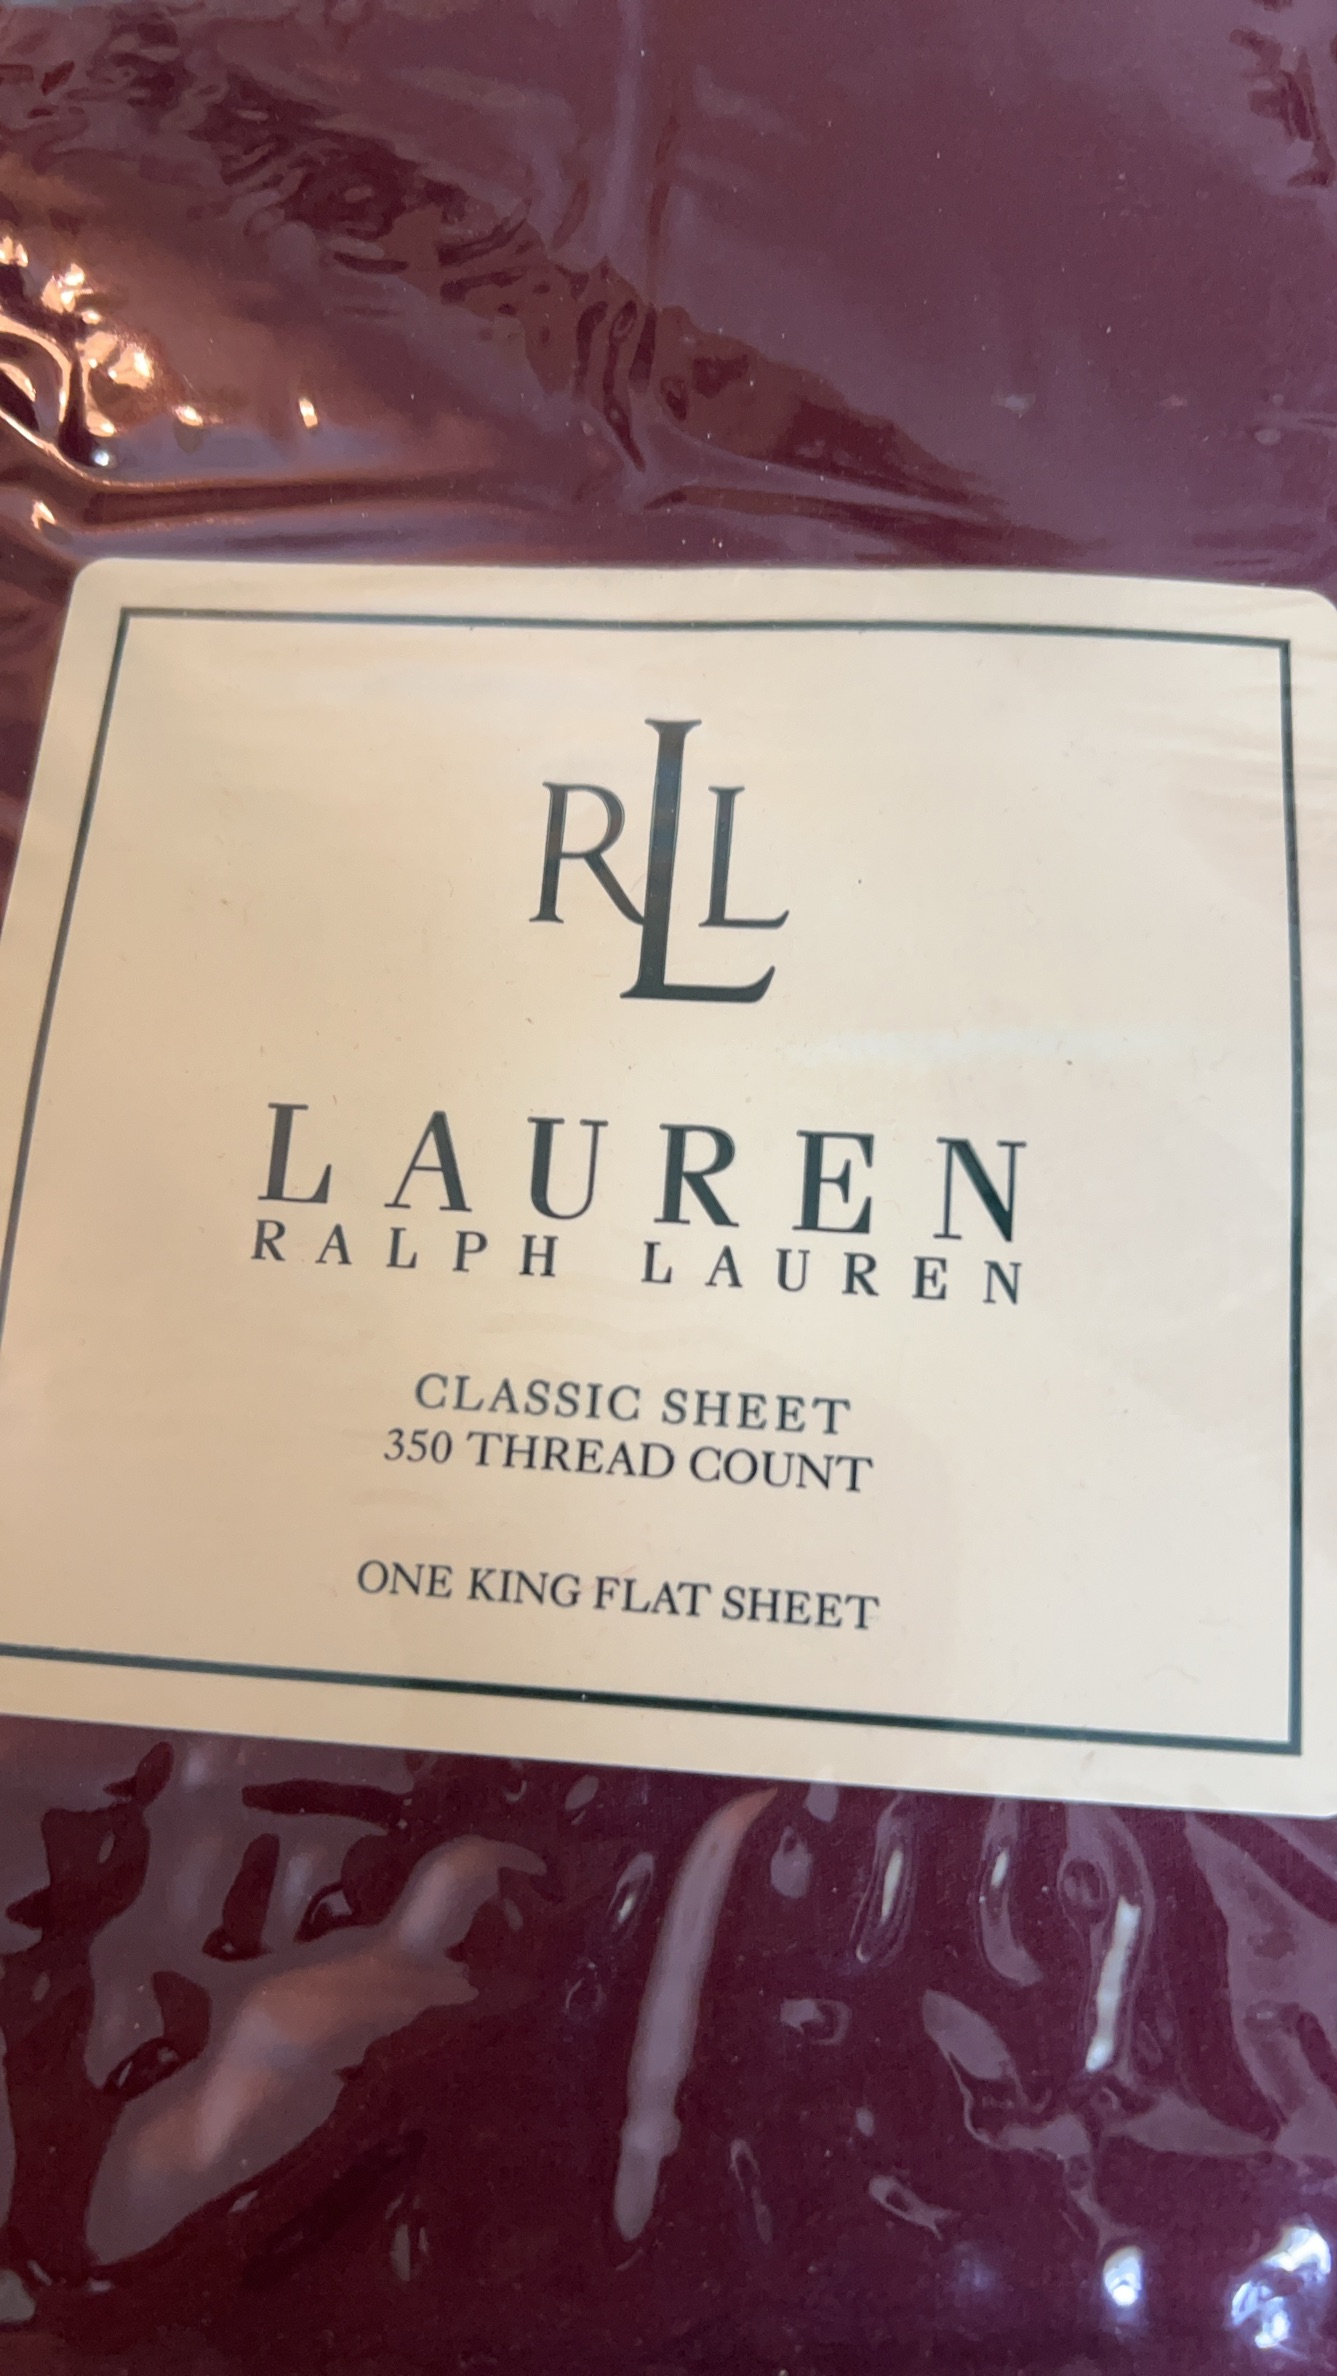 RLL
LAUREN
RALPH LAUREN
CLASSIC SHEET
350 THREAD COUNT
ONE KING FLAT SHEET